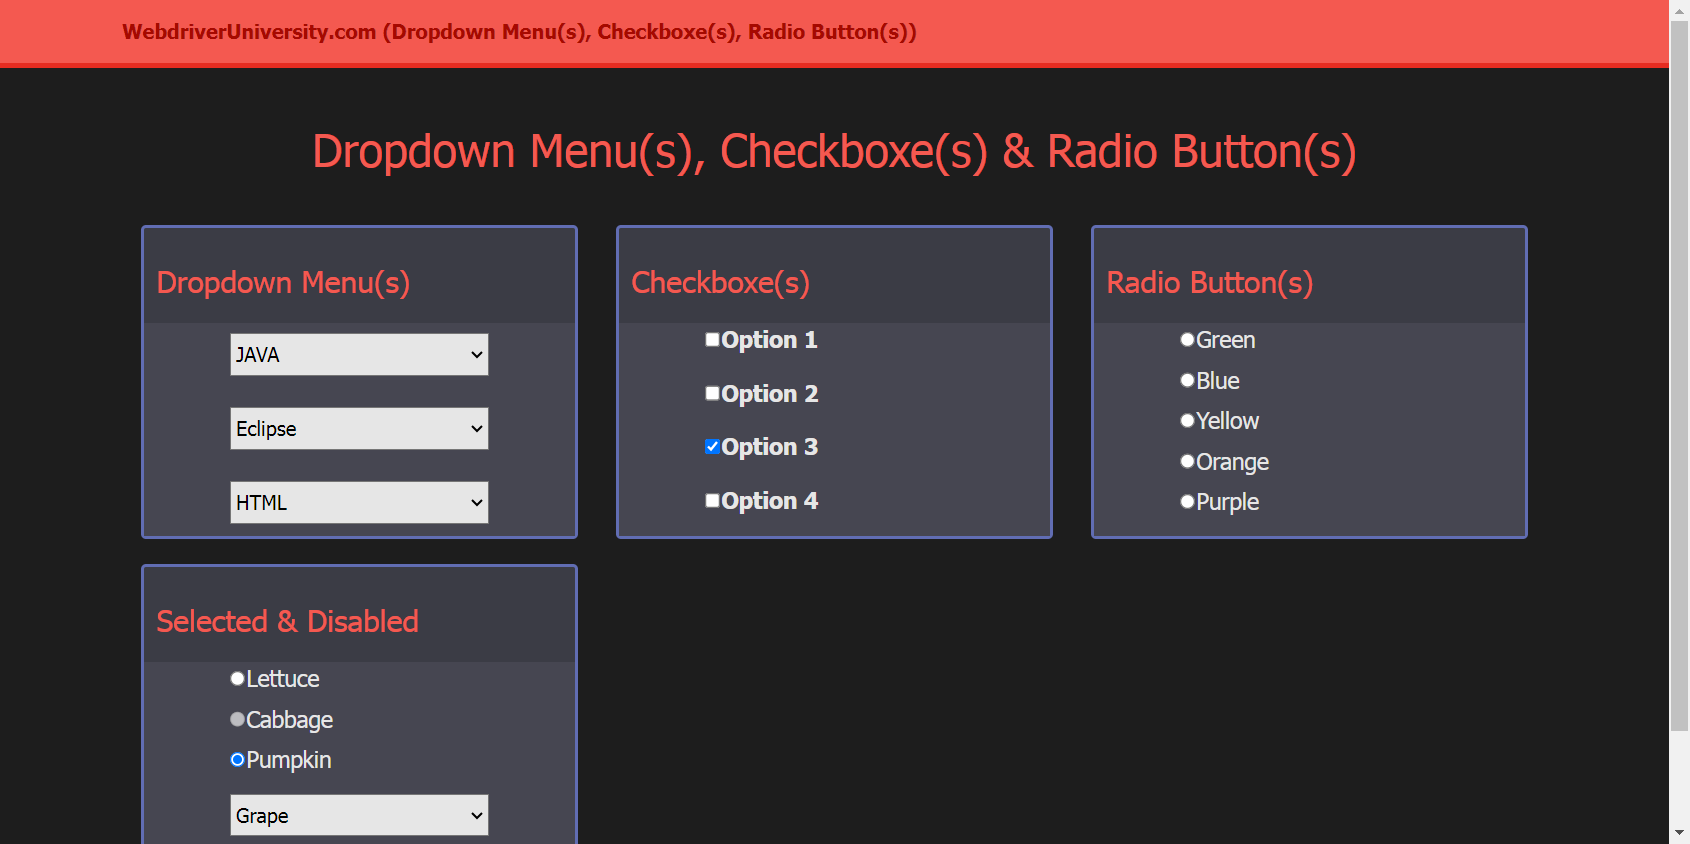 WebdriverUniversity.com (Dropdown Menu(s), Checkboxe(s), Radio Button(s))
Dropdown Menu(s), Checkboxe(s) & Radio Button(s)
Dropdown Menu(s)
JAVA
Eclipse
HTML
Checkboxe(s)
Option 1
Option 2
Option 3
Option 4
Radio Button(s)
Green
Blue
Yellow
Orange
Purple
Selected & Disabled
Lettuce
Cabbage
Pumpkin
Grape